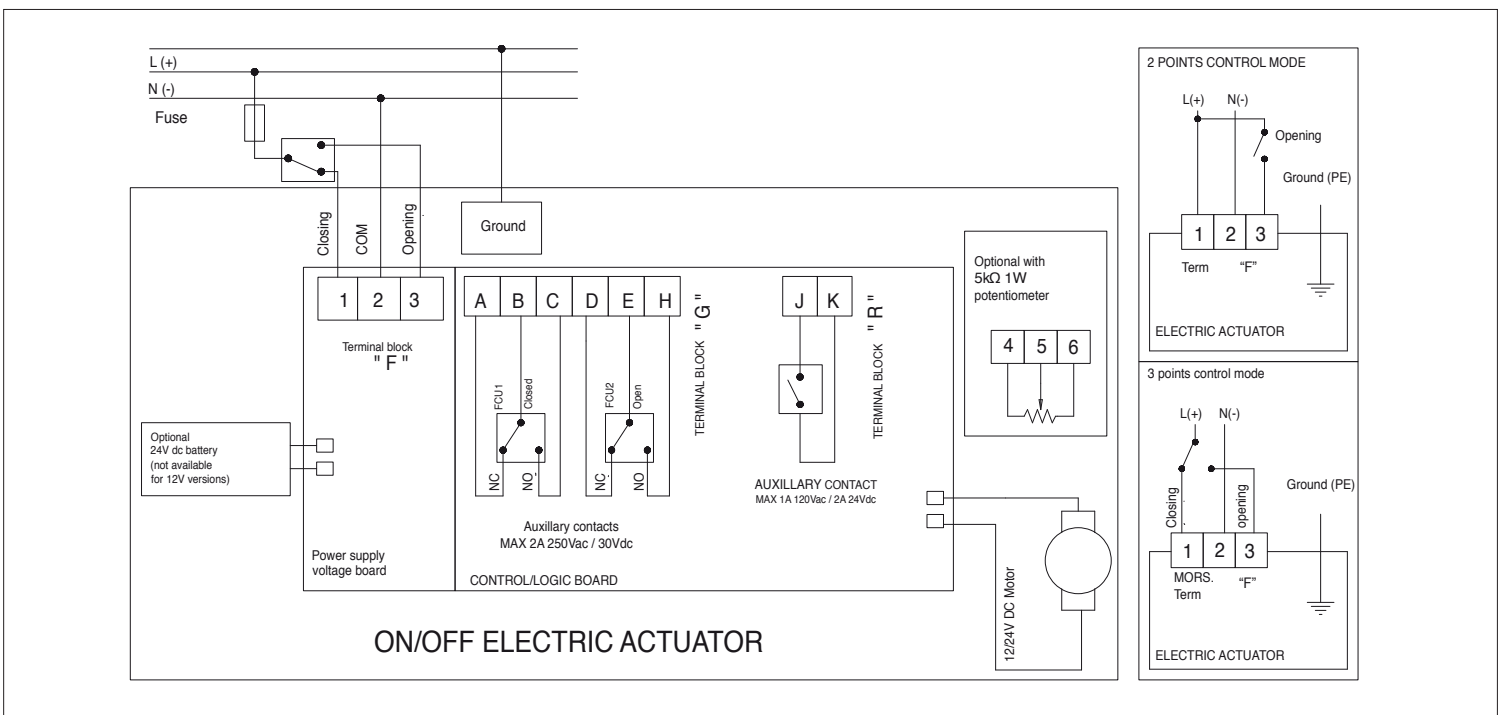 L (+)
N (-)
Fuse
Closing
COM
Opening
Ground
1 2 3
Terminal block
" F "
Optional
24V dc battery
(not available
for 12V versions)
Power supply
voltage board
A B C D E H
TERMINAL BLOCK " G "
FCU1
Closed
FCU2
Open
NC
NO
NC
NO
Auxillary contacts
MAX 2A 250Vac / 30Vdc
CONTROL/LOGIC BOARD
J K
TERMINAL BLOCK " R "
AUXILLARY CONTACT
MAX 1A 120Vac / 2A 24Vdc
Optional with
5kΩ 1W
potentiometer
4 5 6
12/24V DC Motor
ON/OFF ELECTRIC ACTUATOR
2 POINTS CONTROL MODE
L(+) N(-)
Opening
Ground (PE)
1 2 3
Term “F”
ELECTRIC ACTUATOR
3 points control mode
L(+) N(-)
Closing
opening
Ground (PE)
1 2 3
MORS.
Term “F”
ELECTRIC ACTUATOR